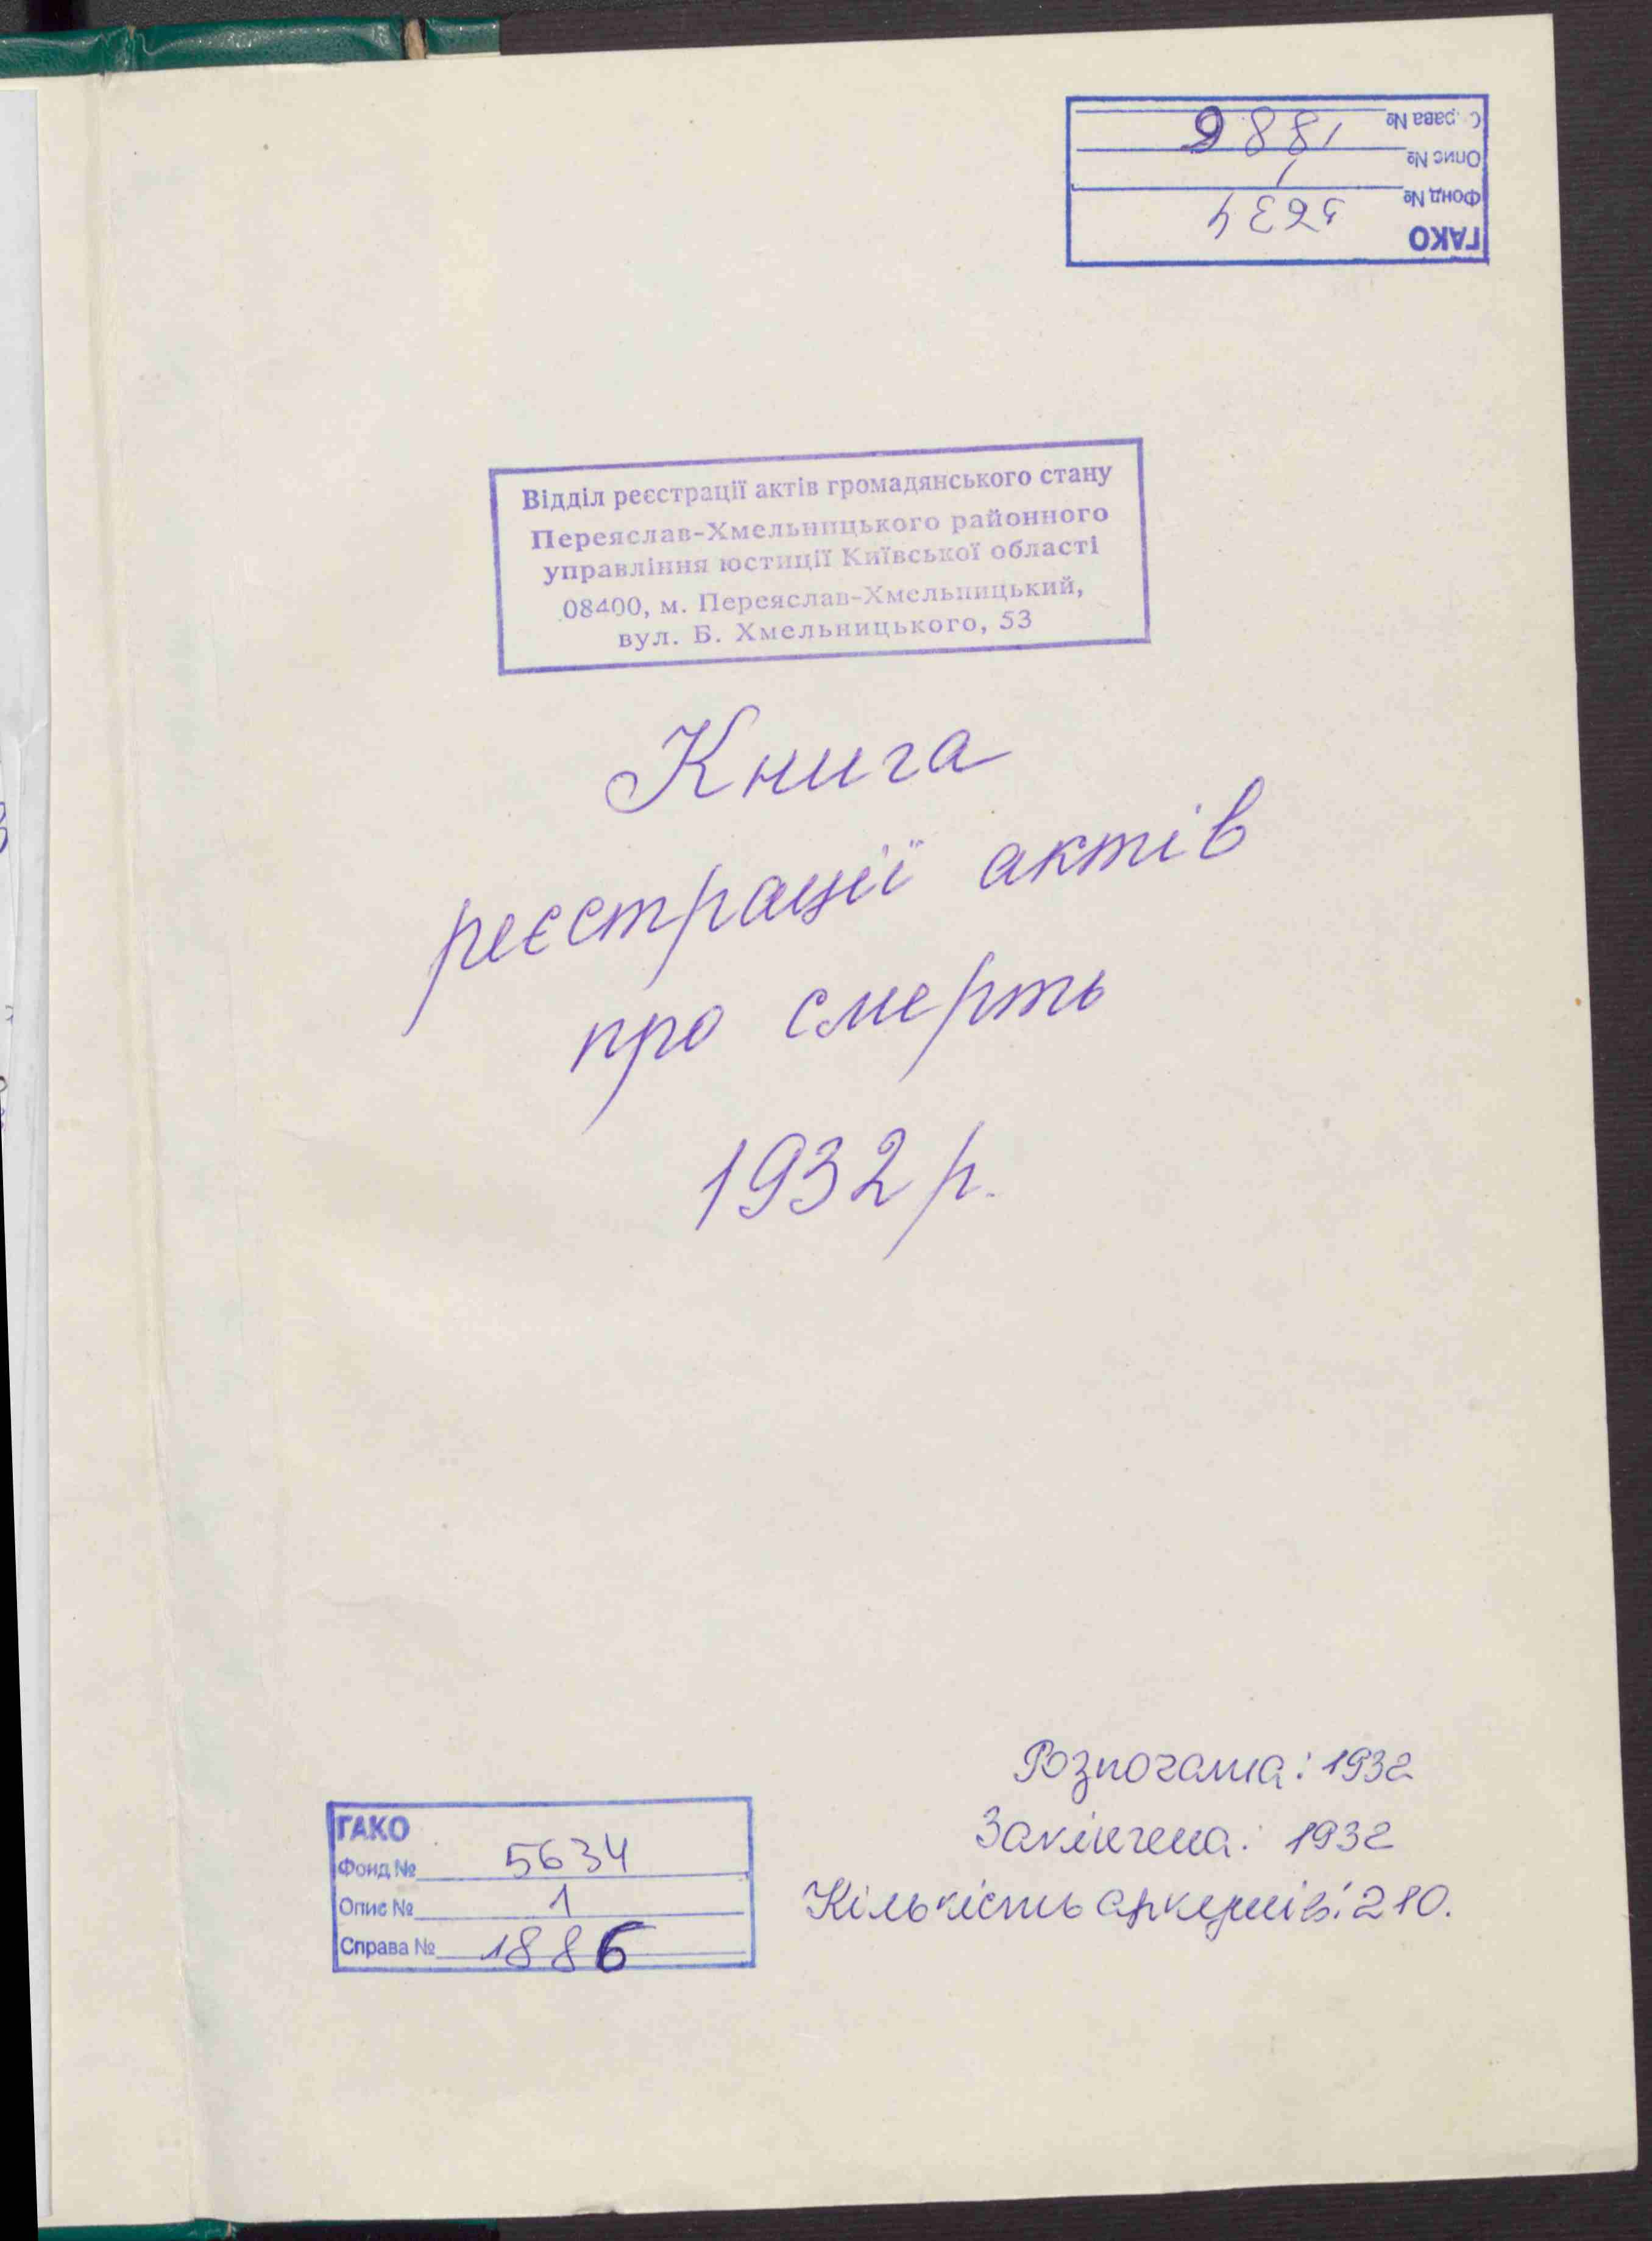 ГАКО
Фонд № 5634
Опис № 1
Справа № 1886
Відділ реєстрації актів громадянського стану
Переяслав-Хмельницького районного
управління юстиції Київської області
08400, м. Переяслав-Хмельницький,
вул. Б. Хмельницького, 53
Книга
реєстрації актів
про смерть
1932 р.
Розпочата: 1932
Закінчена: 1932
Кількість аркушів: 210.
ГАКО
Фонд № 5634
Опис № 1
Справа № 1886